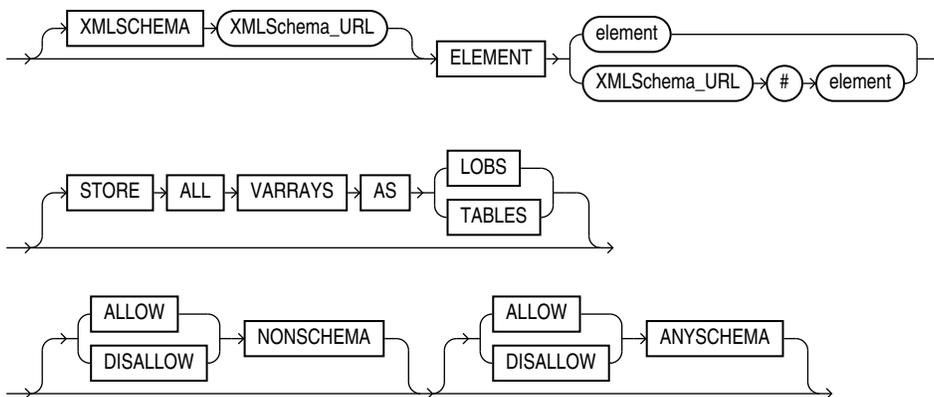 XMLSCHEMA XMLSchema_URL
ELEMENT
element
XMLSchema_URL # element
STORE ALL VARRAYS AS
LOBS
TABLES
ALLOW
DISALLOW
NONSCHEMA
ALLOW
DISALLOW
ANYSCHEMA